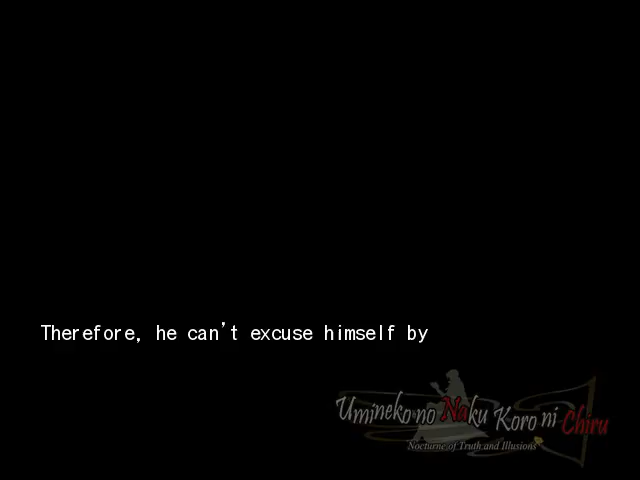 Therefore, he can't excuse himself by
Umineko no Naku Koro ni Chiru
Nocturne of Truth and Illusions